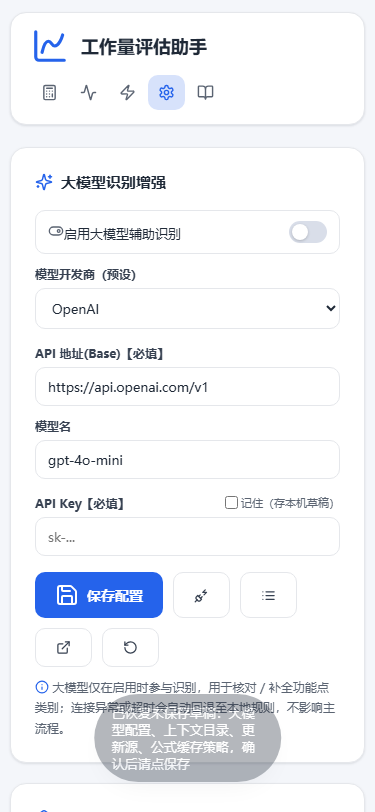 工作量评估助手
大模型识别增强
启用大模型辅助识别
模型开发商（预设）
OpenAI
API 地址(Base)【必填】
https://api.openai.com/v1
模型名
gpt-4o-mini
API Key【必填】
记住（存本机草稿）
sk-...
保存配置
大模型仅在启用时参与识别，用于核对 / 补全功能点
类别；连接异常或超时会自动回退至本地规则，不影响主
流程。
已恢复未保存草稿：大模
型配置、上下文目录、更
新源、公式缓存策略，确
认后请点保存